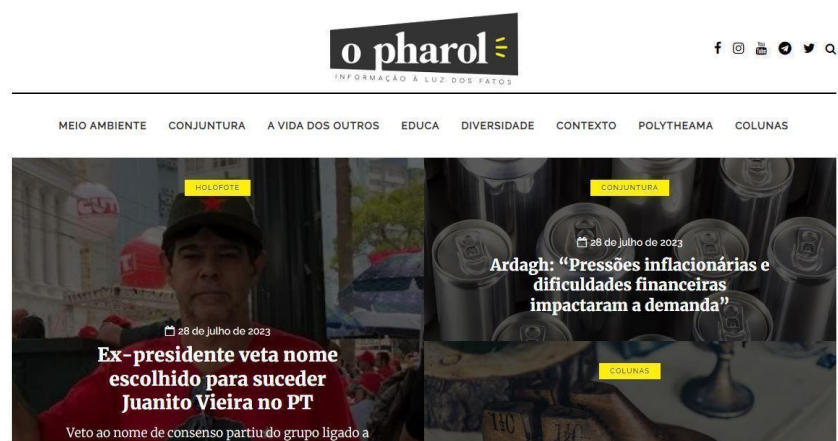 o pharol
INFORMAÇÃO À LUZ DOS FATOS
MEIO AMBIENTE CONJUNTURA A VIDA DOS OUTROS EDUCA DIVERSIDADE CONTEXTO POLYTHEAMA COLUNAS
HOLOFOTE
CUT
28 de julho de 2023
Ex-presidente veta nome
escolhido para suceder
Juanito Vieira no PT
Veto ao nome de consenso partiu do grupo ligado a
CONJUNTURA
28 de julho de 2023
Ardagh: “Pressões inflacionárias e
dificuldades financeiras
impactaram a demanda”
COLUNAS